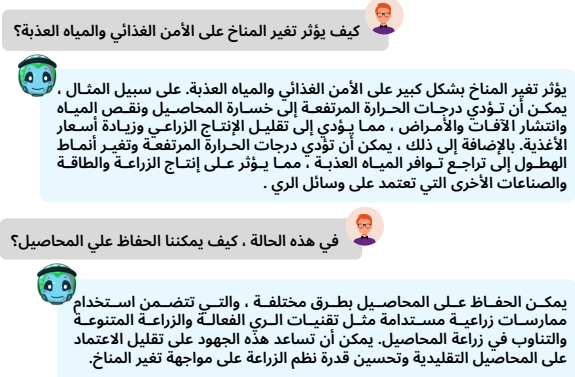 كيف يؤثر تغير المناخ على الأمن الغذائي والمياه العذبة؟
يؤثر تغير المناخ بشكل كبير على الأمن الغذائي والمياه العذبة. على سبيل المثال ،
يمكن أن تؤدي درجات الحرارة المرتفعة إلى خسارة المحاصيل ونقص المياه
وانتشار الآفات والأمراض ، مما يؤدي إلى تقليل الإنتاج الزراعي وزيادة أسعار
الأغذية. بالإضافة إلى ذلك ، يمكن أن تؤدي درجات الحرارة المرتفعة وتغير أنماط
الهطول إلى تراجع توافر المياه العذبة ، مما يؤثر على إنتاج الزراعة والطاقة
والصناعات الأخرى التي تعتمد على وسائل الري .
في هذه الحالة ، كيف يمكننا الحفاظ علي المحاصيل؟
يمكن الحفاظ على المحاصيل بطرق مختلفة ، والتي تتضمن استخدام
ممارسات زراعية مستدامة مثل تقنيات الري الفعالة والزراعة المتنوعة
والتناوب في زراعة المحاصيل. يمكن أن تساعد هذه الجهود على تقليل الاعتماد
على المحاصيل التقليدية وتحسين قدرة نظم الزراعة على مواجهة تغير المناخ.